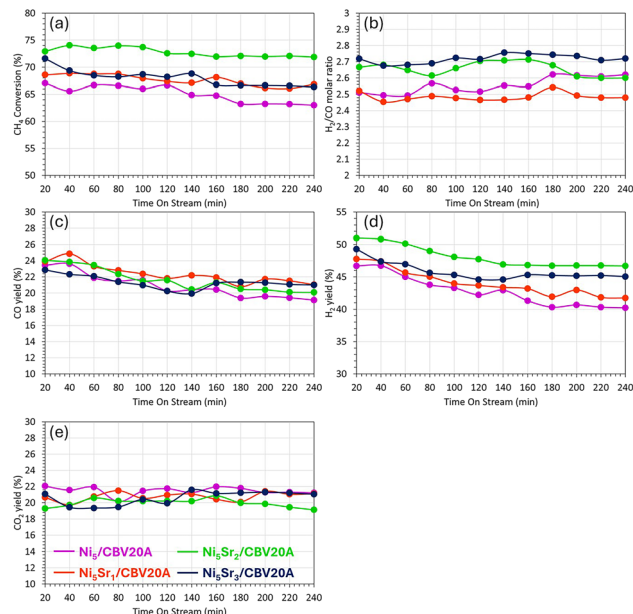 (a)
CH4 Conversion (%)
80
75
70
65
60
55
50
20 40 60 80 100 120 140 160 180 200 220 240
Time On Stream (min)
(b)
H2/CO molar ratio
3
2.9
2.8
2.7
2.6
2.5
2.4
2.3
2.2
2.1
2
20 40 60 80 100 120 140 160 180 200 220 240
Time On Stream (min)
(c)
CO yield (%)
30
28
26
24
22
20
18
16
14
12
10
20 40 60 80 100 120 140 160 180 200 220 240
Time On Stream (min)
(d)
H2 yield (%)
55
50
45
40
35
30
20 40 60 80 100 120 140 160 180 200 220 240
Time On Stream (min)
(e)
CO2 yield (%)
30
28
26
24
22
20
18
16
14
12
10
Ni5/CBV20A
Ni5Sr2/CBV20A
Ni5Sr1/CBV20A
Ni5Sr3/CBV20A
20 40 60 80 100 120 140 160 180 200 220 240
Time On Stream (min)